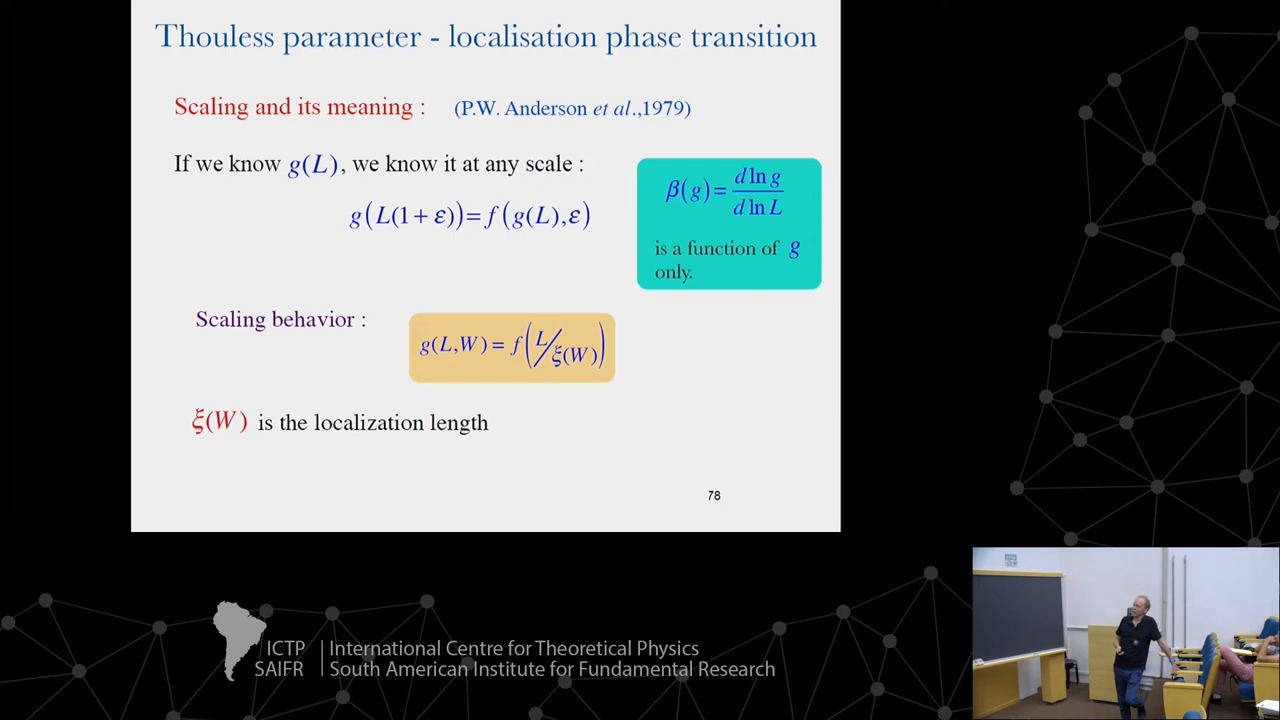 Thouless parameter - localisation phase transition
Scaling and its meaning : (P.W. Anderson et al.,1979)
If we know g(L), we know it at any scale :
g(L(1+ε))=f(g(L),ε)
β(g)= d ln g / d ln L
is a function of g
only.
Scaling behavior :
g(L,W) = f(L/ξ(W))
ξ(W) is the localization length
78
ICTP
SAIFR
International Centre for Theoretical Physics
South American Institute for Fundamental Research